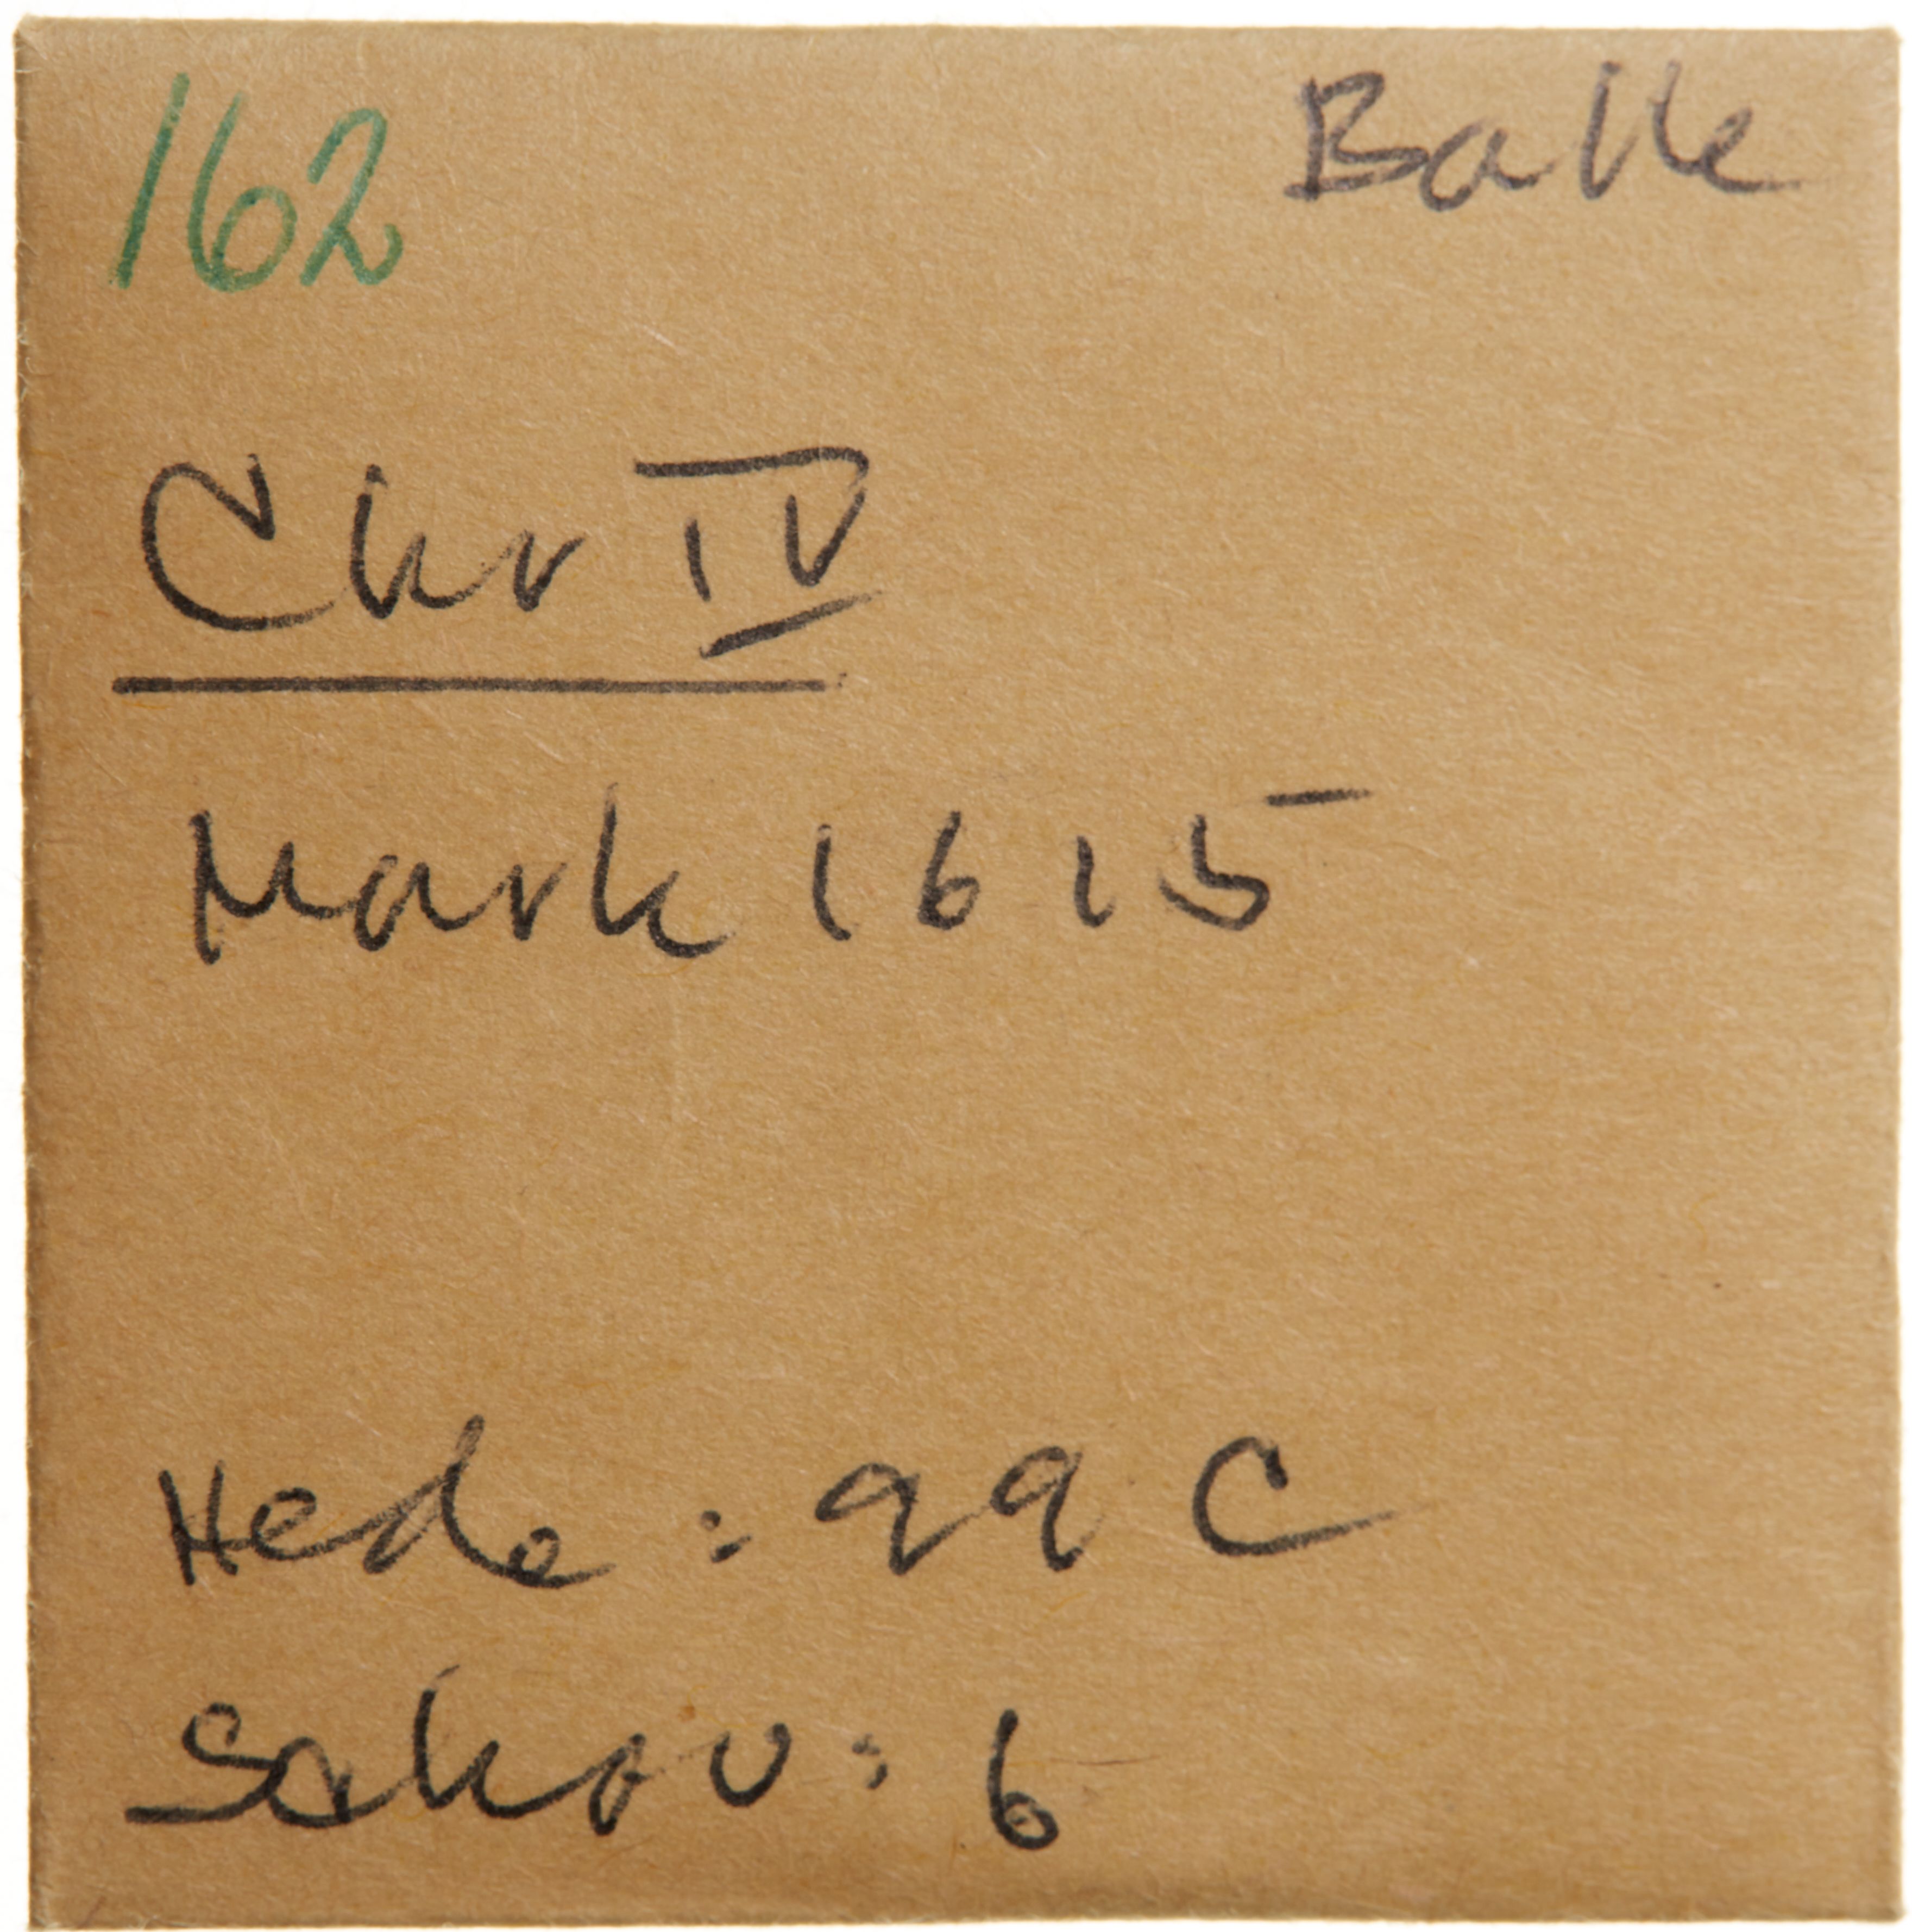 162 Balle
Chr IV
Mark 1615
Hede: 99 C
Schou: 6